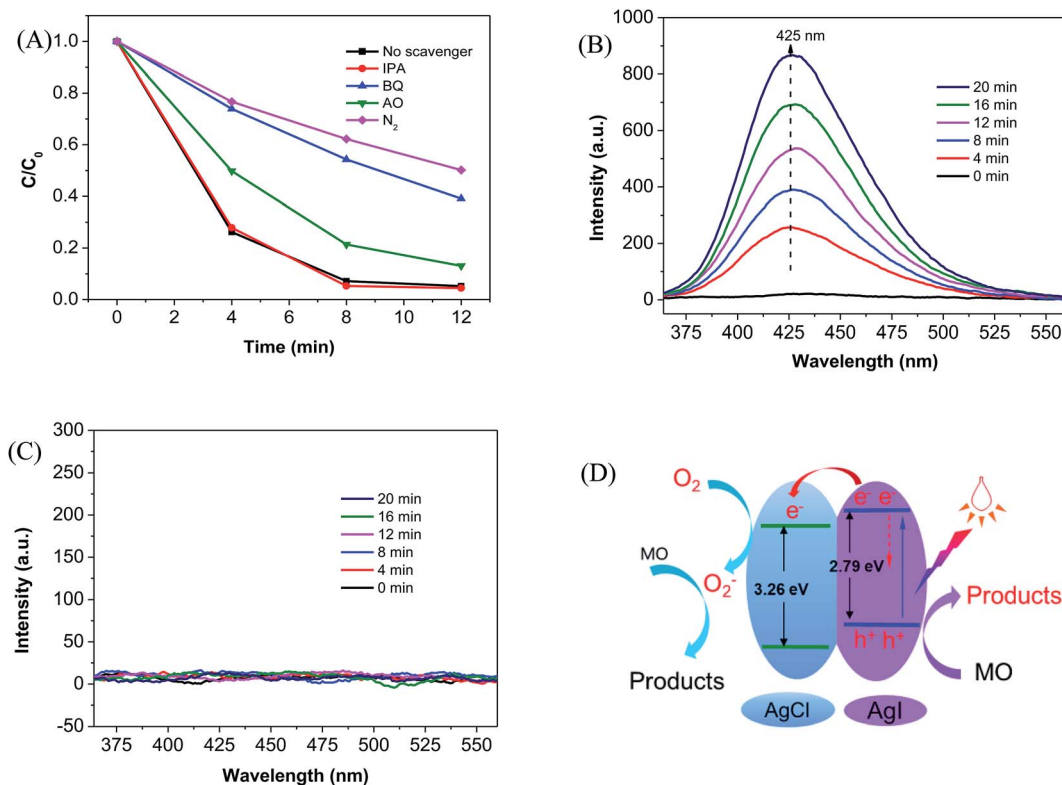 (A)
1.0
0.8
0.6
0.4
0.2
0.0
C/C₀
0 2 4 6 8 10 12
Time (min)
No scavenger
IPA
BQ
AO
N₂
(B)
1000
800
600
400
200
0
Intensity (a.u.)
425 nm
20 min
16 min
12 min
8 min
4 min
0 min
375 400 425 450 475 500 525 550
Wavelength (nm)
(C)
300
250
200
150
100
50
0
-50
Intensity (a.u.)
20 min
16 min
12 min
8 min
4 min
0 min
375 400 425 450 475 500 525 550
Wavelength (nm)
(D)
O₂
e⁻
e⁻ e⁻
MO
O₂⁻
3.26 eV
2.79 eV
Products
h⁺ h⁺
Products
MO
AgCl
AgI